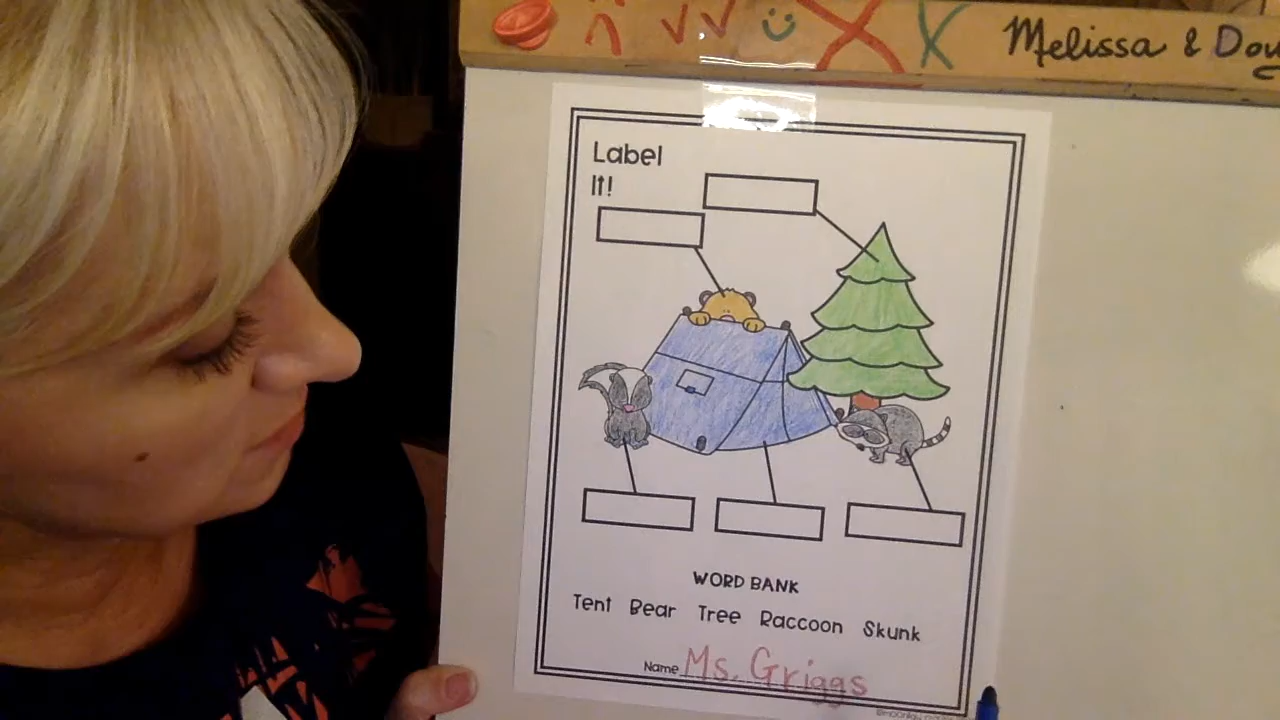 Melissa & Dou
Label
It!
WORD BANK
Tent Bear Tree Raccoon Skunk
Name Ms. Griggs